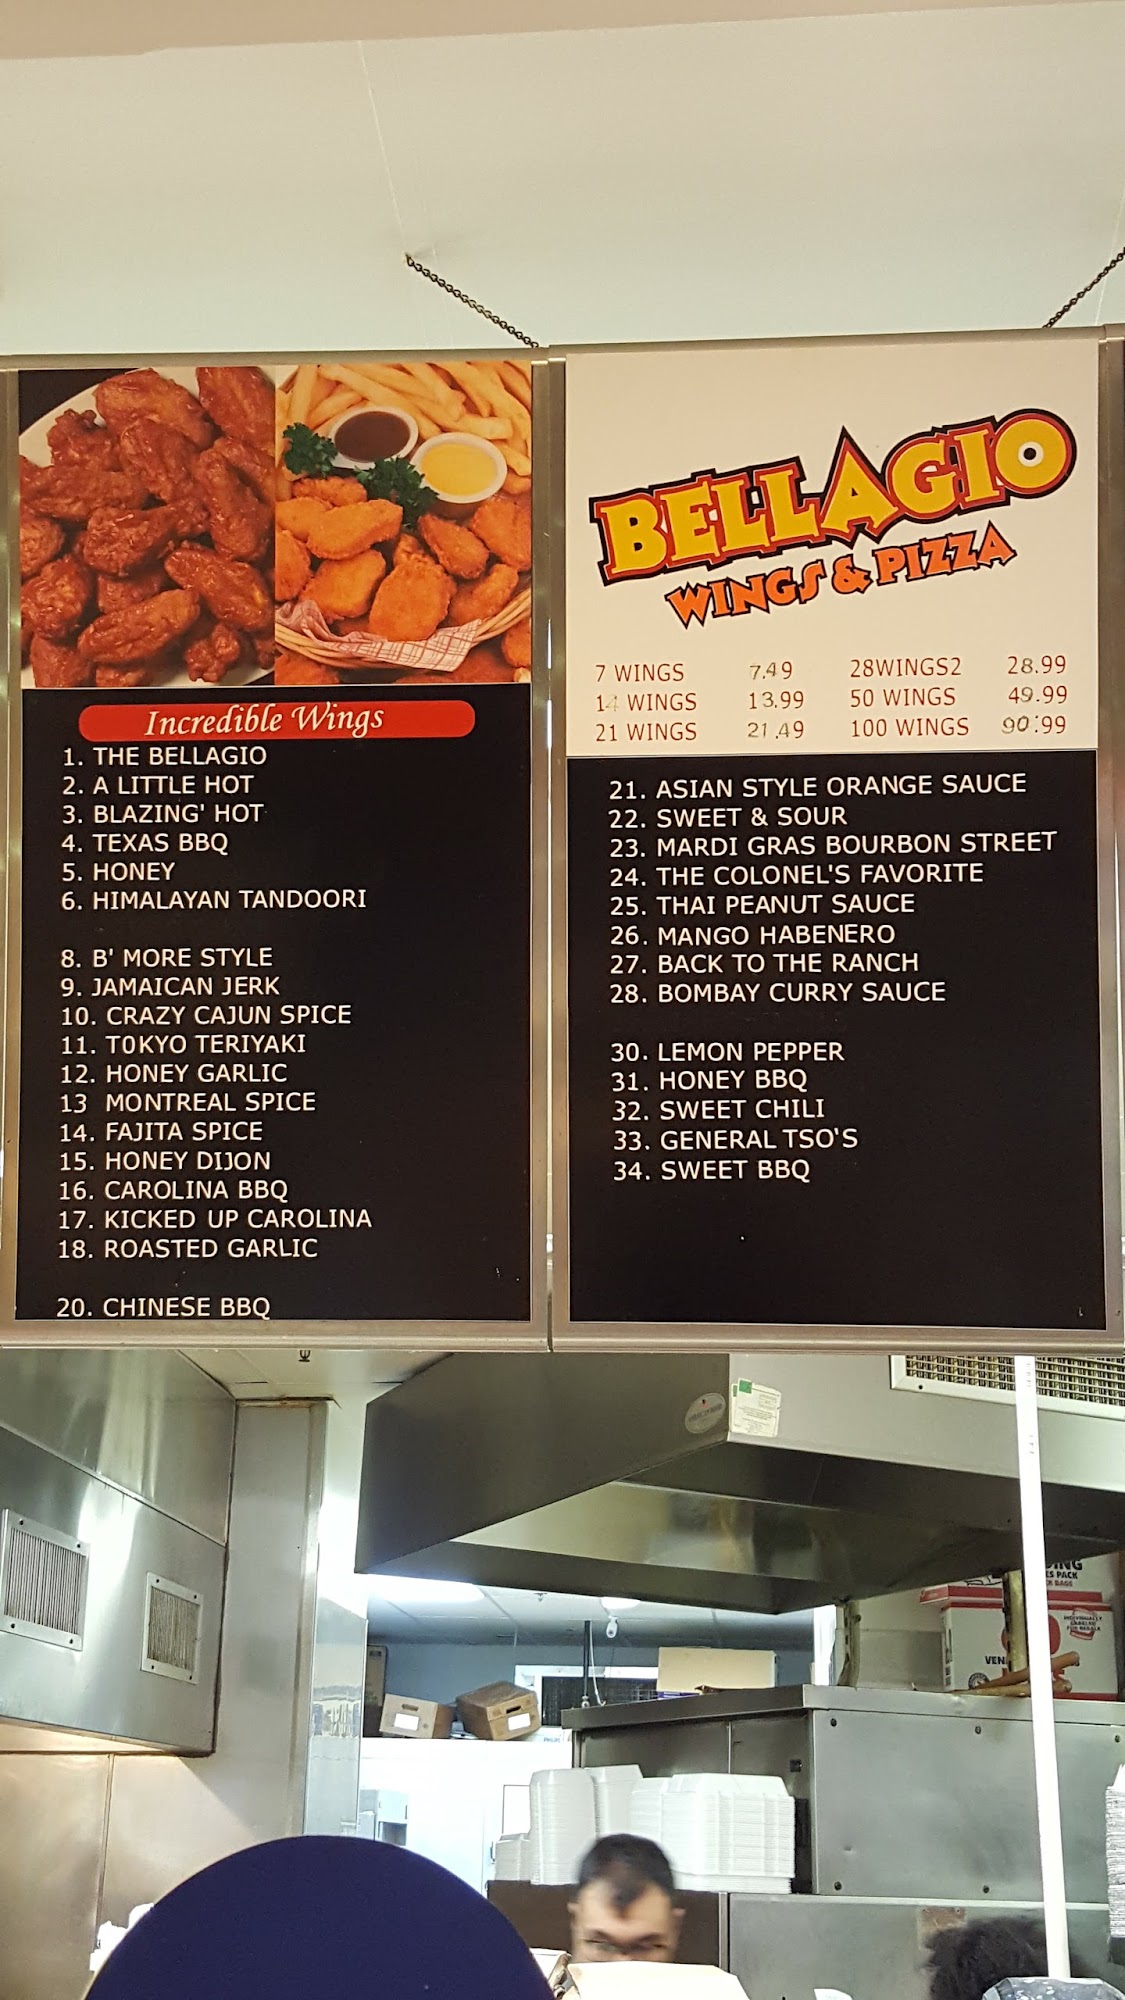 Incredible Wings
1. THE BELLAGIO
2. A LITTLE HOT
3. BLAZING' HOT
4. TEXAS BBQ
5. HONEY
6. HIMALAYAN TANDOORI
8. B' MORE STYLE
9. JAMAICAN JERK
10. CRAZY CAJUN SPICE
11. T0KYO TERIYAKI
12. HONEY GARLIC
13 MONTREAL SPICE
14. FAJITA SPICE
15. HONEY DIJON
16. CAROLINA BBQ
17. KICKED UP CAROLINA
18. ROASTED GARLIC
20. CHINESE BBQ
BELLAGIO
WINGS & PIZZA
7 WINGS 7.49 28WINGS2 28.99
14 WINGS 13.99 50 WINGS 49.99
21 WINGS 21.49 100 WINGS 90.99
21. ASIAN STYLE ORANGE SAUCE
22. SWEET & SOUR
23. MARDI GRAS BOURBON STREET
24. THE COLONEL'S FAVORITE
25. THAI PEANUT SAUCE
26. MANGO HABENERO
27. BACK TO THE RANCH
28. BOMBAY CURRY SAUCE
30. LEMON PEPPER
31. HONEY BBQ
32. SWEET CHILI
33. GENERAL TSO'S
34. SWEET BBQ